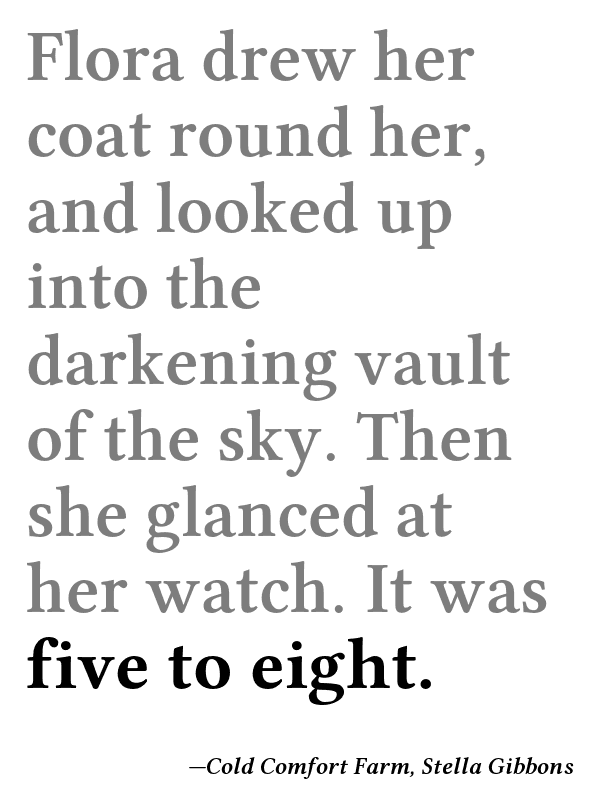 Flora drew her
coat round her,
and looked up
into the
darkening vault
of the sky. Then
she glanced at
her watch. It was
five to eight.
—Cold Comfort Farm, Stella Gibbons